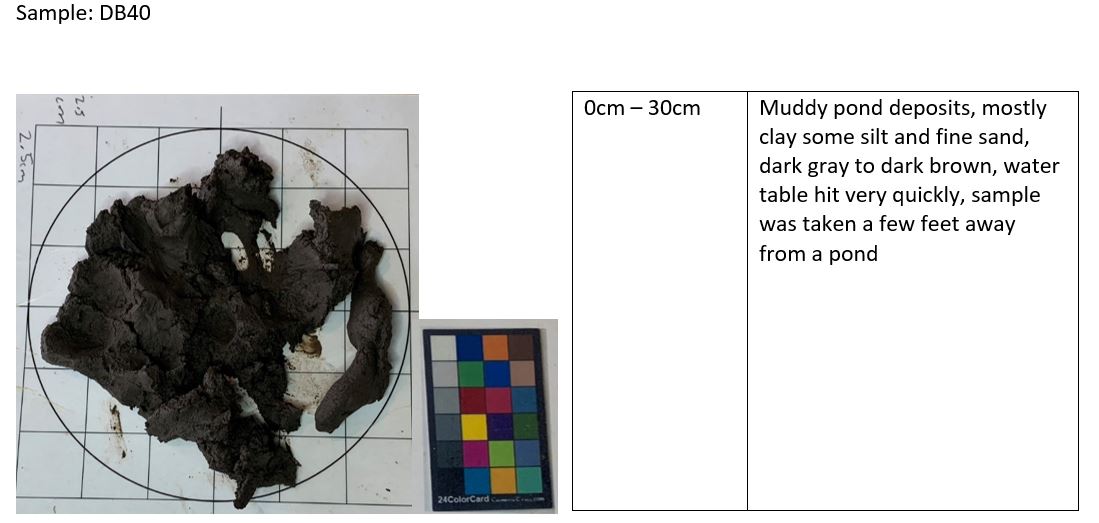 Sample: DB40
2.5
cm
2.5cm
0cm – 30cm
Muddy pond deposits, mostly
clay some silt and fine sand,
dark gray to dark brown, water
table hit very quickly, sample
was taken a few feet away
from a pond
24ColorCard